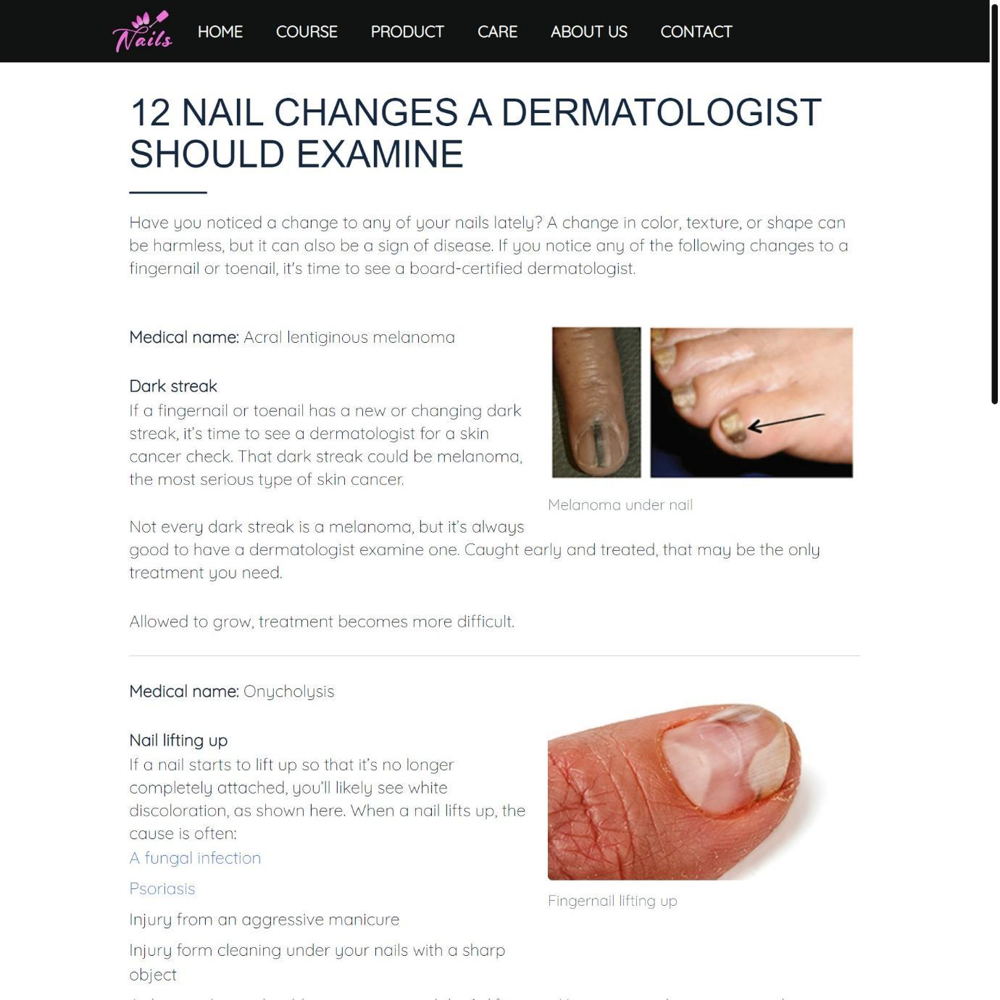 Nails
HOME COURSE PRODUCT CARE ABOUT US CONTACT
12 NAIL CHANGES A DERMATOLOGIST
SHOULD EXAMINE
Have you noticed a change to any of your nails lately? A change in color, texture, or shape can
be harmless, but it can also be a sign of disease. If you notice any of the following changes to a
fingernail or toenail, it's time to see a board-certified dermatologist.
Medical name: Acral lentiginous melanoma
Dark streak
If a fingernail or toenail has a new or changing dark
streak, it’s time to see a dermatologist for a skin
cancer check. That dark streak could be melanoma,
the most serious type of skin cancer.
Melanoma under nail
Not every dark streak is a melanoma, but it’s always
good to have a dermatologist examine one. Caught early and treated, that may be the only
treatment you need.
Allowed to grow, treatment becomes more difficult.
Medical name: Onycholysis
Nail lifting up
If a nail starts to lift up so that it’s no longer
completely attached, you’ll likely see white
discoloration, as shown here. When a nail lifts up, the
cause is often:
A fungal infection
Psoriasis
Injury from an aggressive manicure
Injury form cleaning under your nails with a sharp
object
Fingernail lifting up